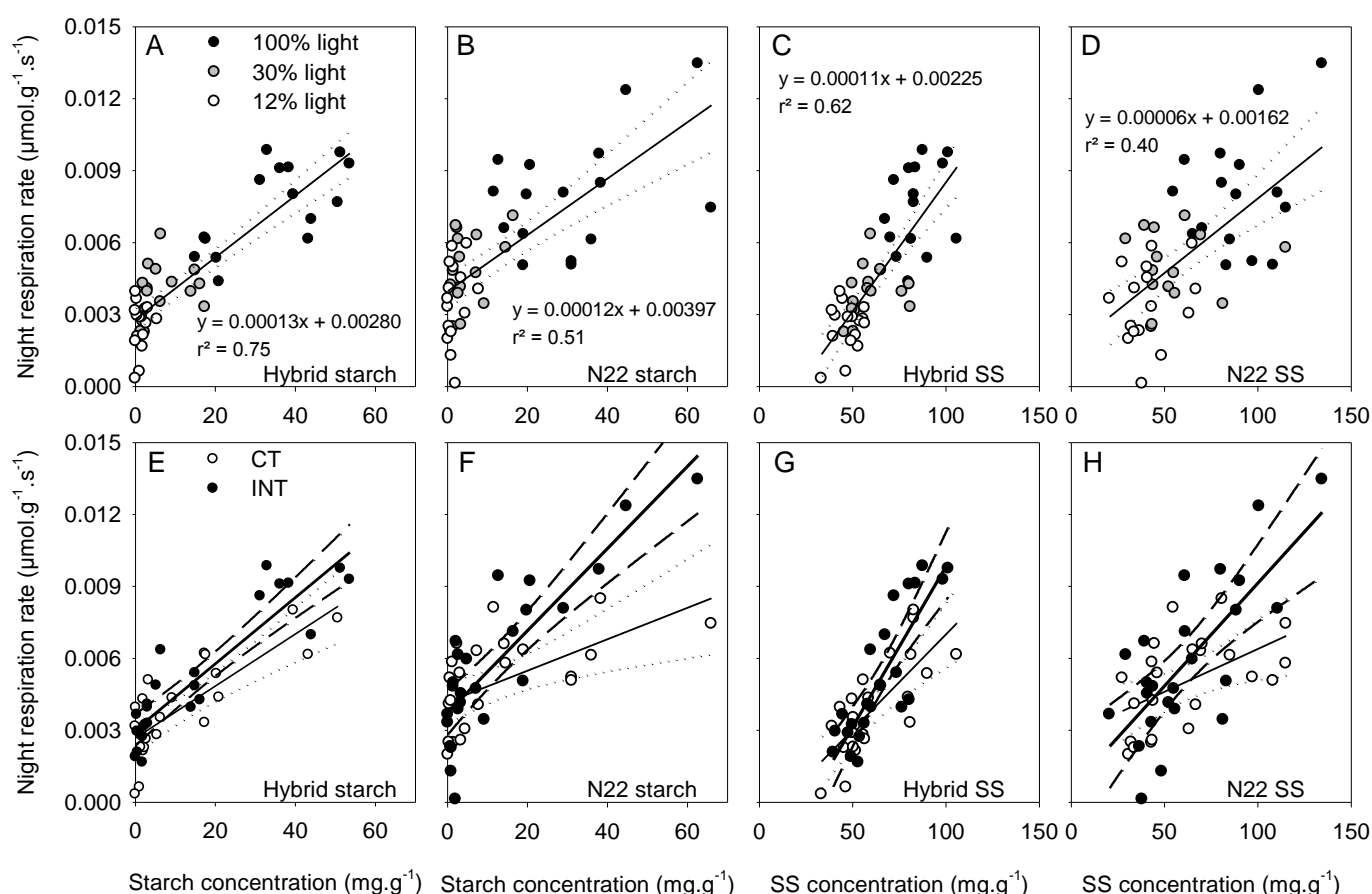 0.015
0.012
0.009
0.006
0.003
0.000
Night respiration rate (µmol.g⁻¹.s⁻¹)
A
100% light
30% light
12% light
y = 0.00013x + 0.00280
r² = 0.75
Hybrid starch
0 20 40 60
B
y = 0.00012x + 0.00397
r² = 0.51
N22 starch
0 20 40 60
C
y = 0.00011x + 0.00225
r² = 0.62
Hybrid SS
0 50 100 150
D
y = 0.00006x + 0.00162
r² = 0.40
N22 SS
0 50 100 150
0.015
0.012
0.009
0.006
0.003
0.000
Night respiration rate (µmol.g⁻¹.s⁻¹)
E
CT
INT
Hybrid starch
0 20 40 60
Starch concentration (mg.g⁻¹)
F
N22 starch
0 20 40 60
Starch concentration (mg.g⁻¹)
G
Hybrid SS
0 50 100 150
SS concentration (mg.g⁻¹)
H
N22 SS
0 50 100 150
SS concentration (mg.g⁻¹)